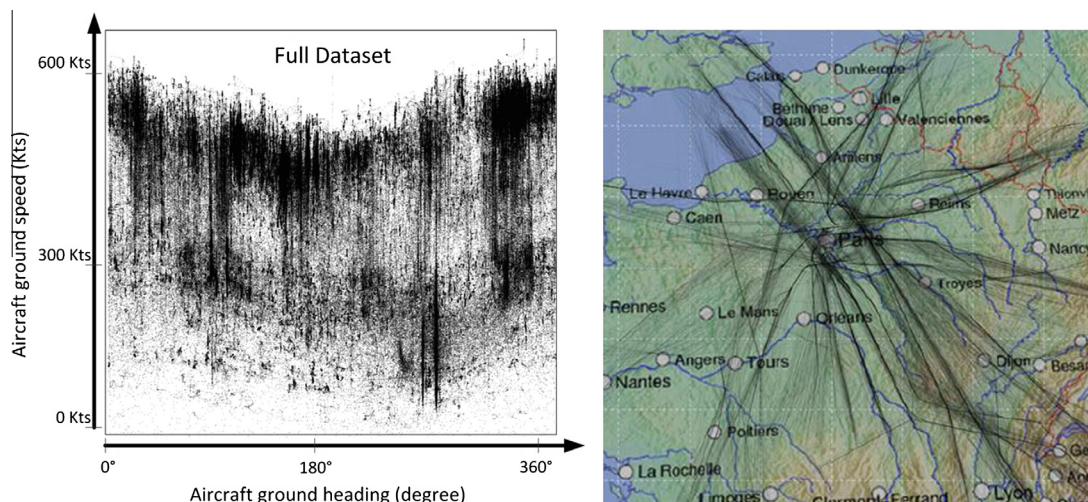 Full Dataset
600 Kts
300 Kts
0 Kts
Aircraft ground speed (Kts)
0°
180°
360°
Aircraft ground heading (degree)
Calais
Dunkerque
Lille
Béthune
Douai / Lens
Valenciennes
Amiens
Le Havre
Rouen
Reims
Caen
Metz
Paris
Nancy
Troyes
Rennes
Le Mans
Orléans
Angers
Tours
Dijon
Besan
Nantes
Poitiers
Ge
La Rochelle
Limoges
Clermont-Ferrand
Lyon